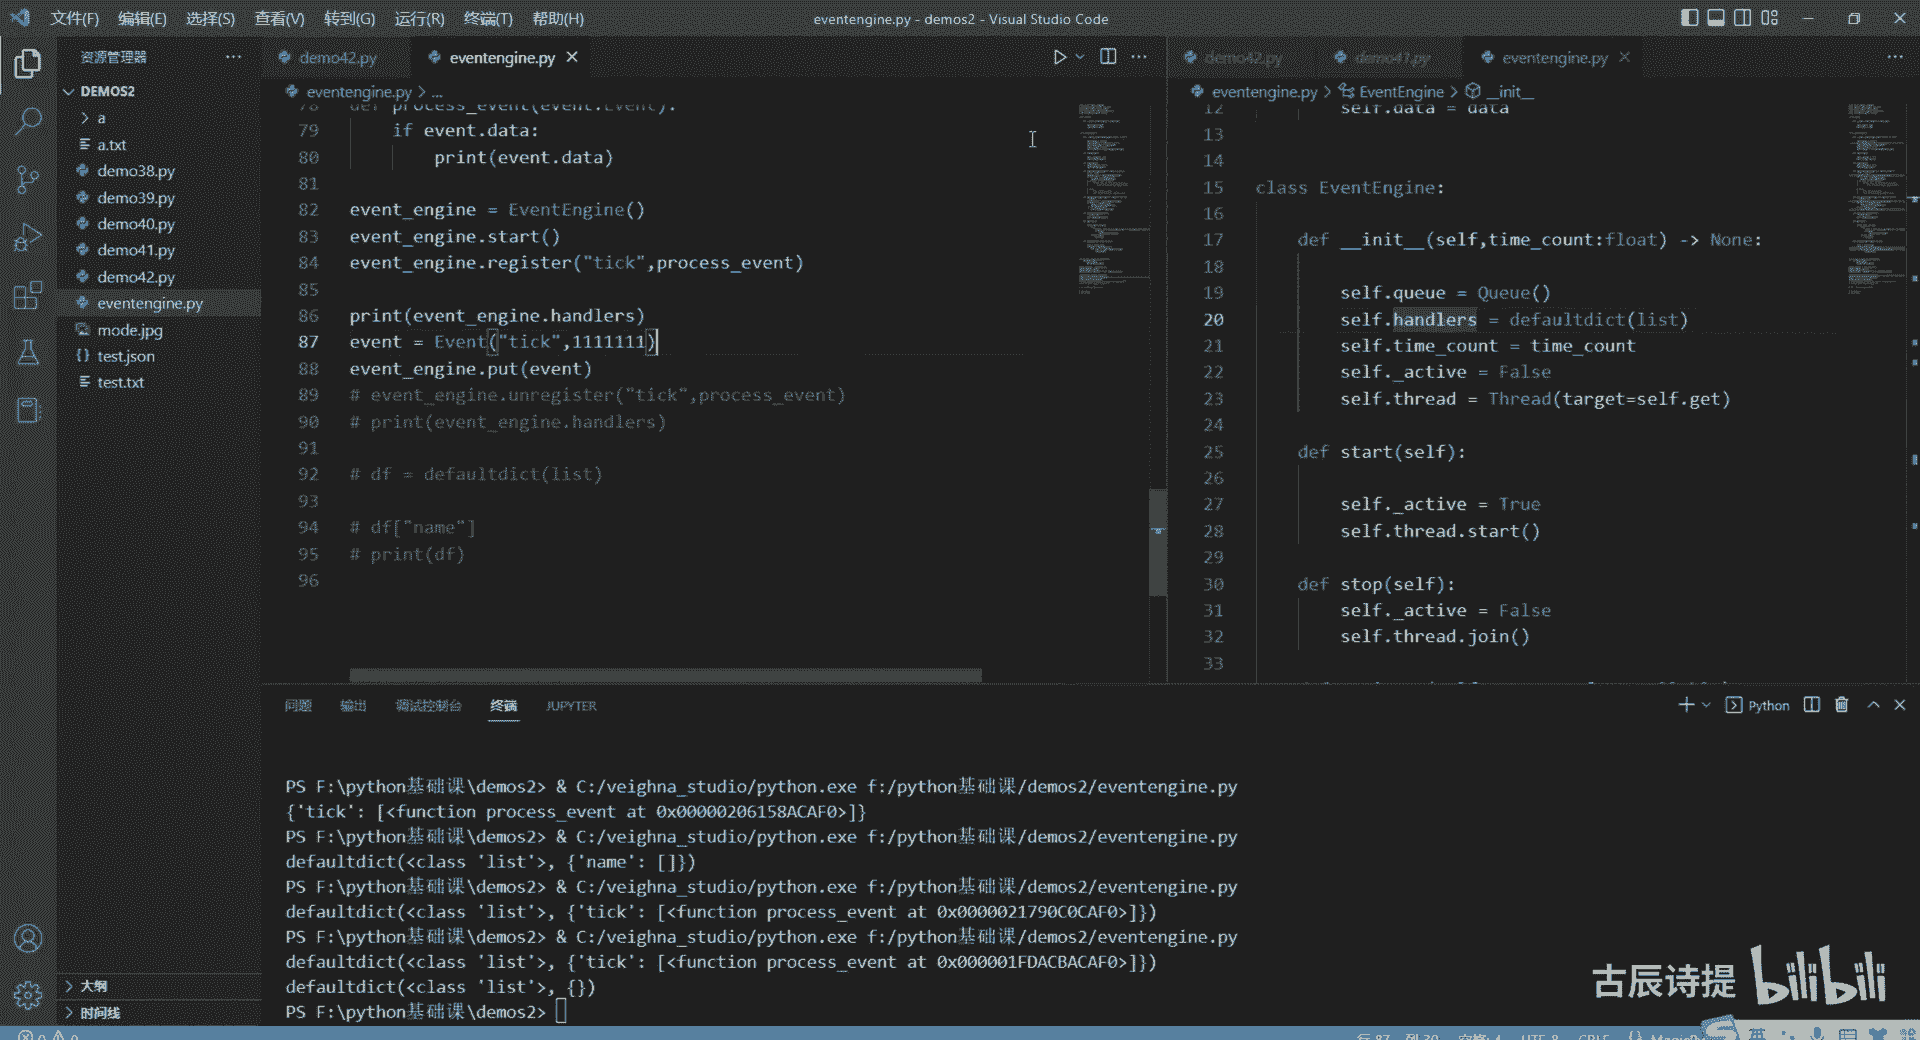 文件(F) 编辑(E) 选择(S) 查看(V) 转到(G) 运行(R) 终端(T) 帮助(H)
eventengine.py - demos2 - Visual Studio Code
资源管理器
DEMOS2
a
a.txt
demo38.py
demo39.py
demo40.py
demo41.py
demo42.py
eventengine.py
mode.jpg
test.json
test.txt
大纲
时间线
demo42.py eventengine.py
eventengine.py > ...
78 def process_event(event:Event):
79 if event.data:
80 print(event.data)
81
82 event_engine = EventEngine()
83 event_engine.start()
84 event_engine.register("tick",process_event)
85
86 print(event_engine.handlers)
87 event = Event("tick",1111111)
88 event_engine.put(event)
89 # event_engine.unregister("tick",process_event)
90 # print(event_engine.handlers)
91
92 # df = defaultdict(list)
93
94 # df["name"]
95 # print(df)
96
demo42.py demo41.py eventengine.py
eventengine.py > EventEngine > __init__
12 self.data = data
13
14
15 class EventEngine:
16
17 def __init__(self,time_count:float) -> None:
18
19 self.queue = Queue()
20 self.handlers = defaultdict(list)
21 self.time_count = time_count
22 self._active = False
23 self.thread = Thread(target=self.get)
24
25 def start(self):
26
27 self._active = True
28 self.thread.start()
29
30 def stop(self):
31 self._active = False
32 self.thread.join()
33
问题 输出 调试控制台 终端 JUPYTER
Python
PS F:\python基础课\demos2> & C:/veighna_studio/python.exe f:/python基础课/demos2/eventengine.py
{'tick': [<function process_event at 0x00000206158ACAF0>]}
PS F:\python基础课\demos2> & C:/veighna_studio/python.exe f:/python基础课/demos2/eventengine.py
defaultdict(<class 'list'>, {'name': []})
PS F:\python基础课\demos2> & C:/veighna_studio/python.exe f:/python基础课/demos2/eventengine.py
defaultdict(<class 'list'>, {'tick': [<function process_event at 0x0000021790C0CAF0>]})
PS F:\python基础课\demos2> & C:/veighna_studio/python.exe f:/python基础课/demos2/eventengine.py
defaultdict(<class 'list'>, {'tick': [<function process_event at 0x000001FDACBACAF0>]})
defaultdict(<class 'list'>, {})
PS F:\python基础课\demos2>
古辰诗提 bilibili